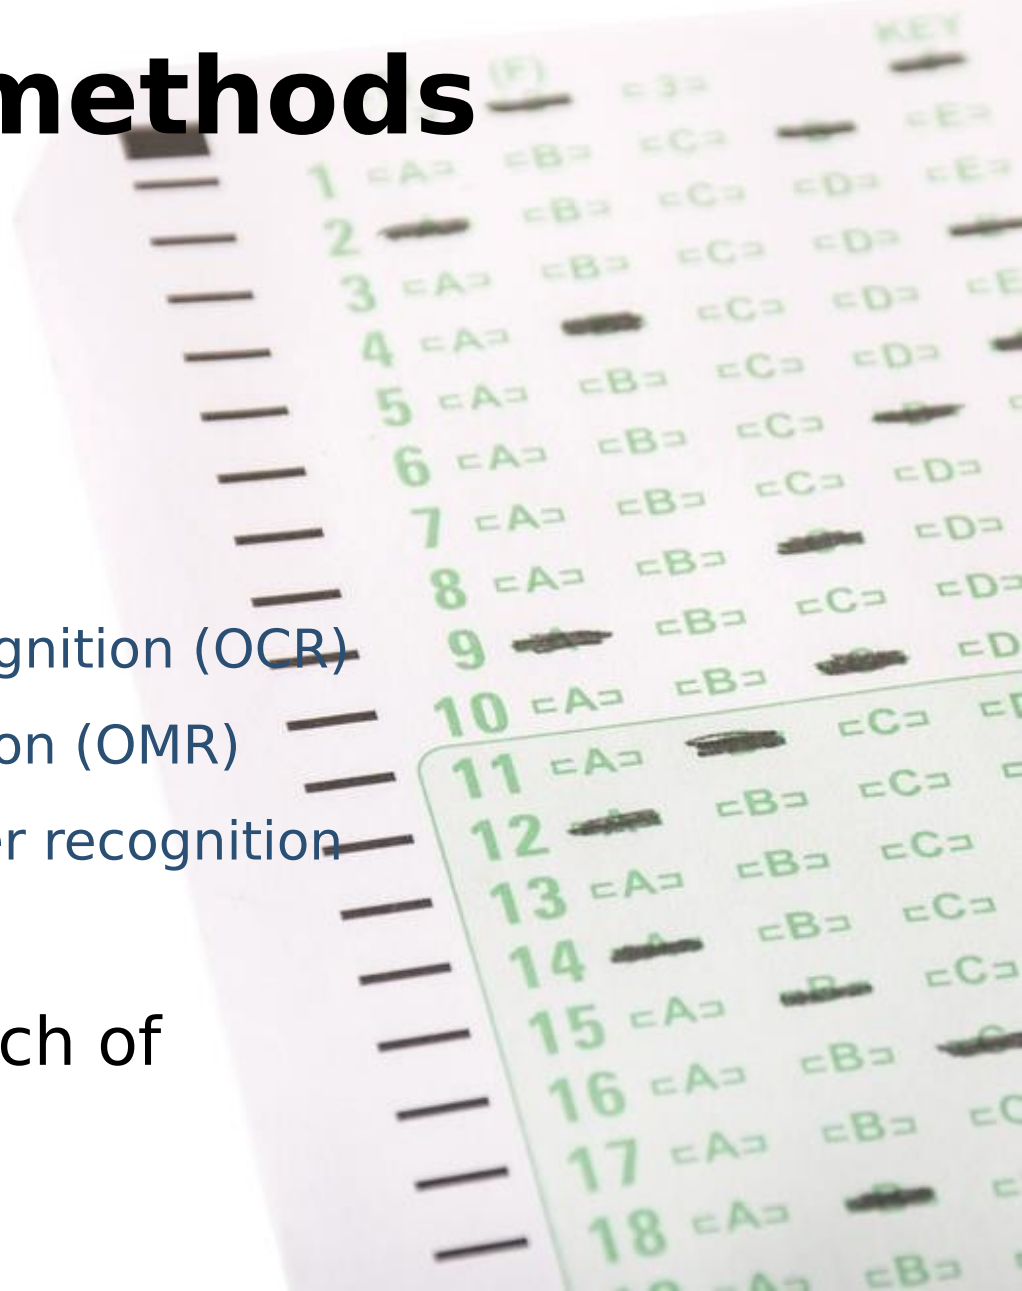 methods
(F) ⊏3⊐ KEY
1 ⊏A⊐ ⊏B⊐ ⊏C⊐ ⊏E⊐
2 ⊏B⊐ ⊏C⊐ ⊏D⊐ ⊏E⊐
3 ⊏A⊐ ⊏B⊐ ⊏C⊐ ⊏D⊐
4 ⊏A⊐ ⊏C⊐ ⊏D⊐ ⊏E
5 ⊏A⊐ ⊏B⊐ ⊏C⊐ ⊏D⊐
6 ⊏A⊐ ⊏B⊐ ⊏C⊐
7 ⊏A⊐ ⊏B⊐ ⊏C⊐ ⊏D⊐
8 ⊏A⊐ ⊏B⊐ ⊏D⊐
gnition (OCR)
9 ⊏B⊐ ⊏C⊐ ⊏D⊐
10 ⊏A⊐ ⊏B⊐ ⊏D
on (OMR)
11 ⊏A⊐ ⊏C⊐
12 ⊏B⊐ ⊏C⊐
r recognition
13 ⊏A⊐ ⊏B⊐ ⊏C⊐
14 A ⊏B⊐ ⊏C⊐
15 ⊏A⊐ B ⊏C⊐
ch of
16 ⊏A⊐ ⊏B⊐
17 ⊏A⊐ ⊏B⊐ ⊏C
18 ⊏A⊐
⊏B⊐